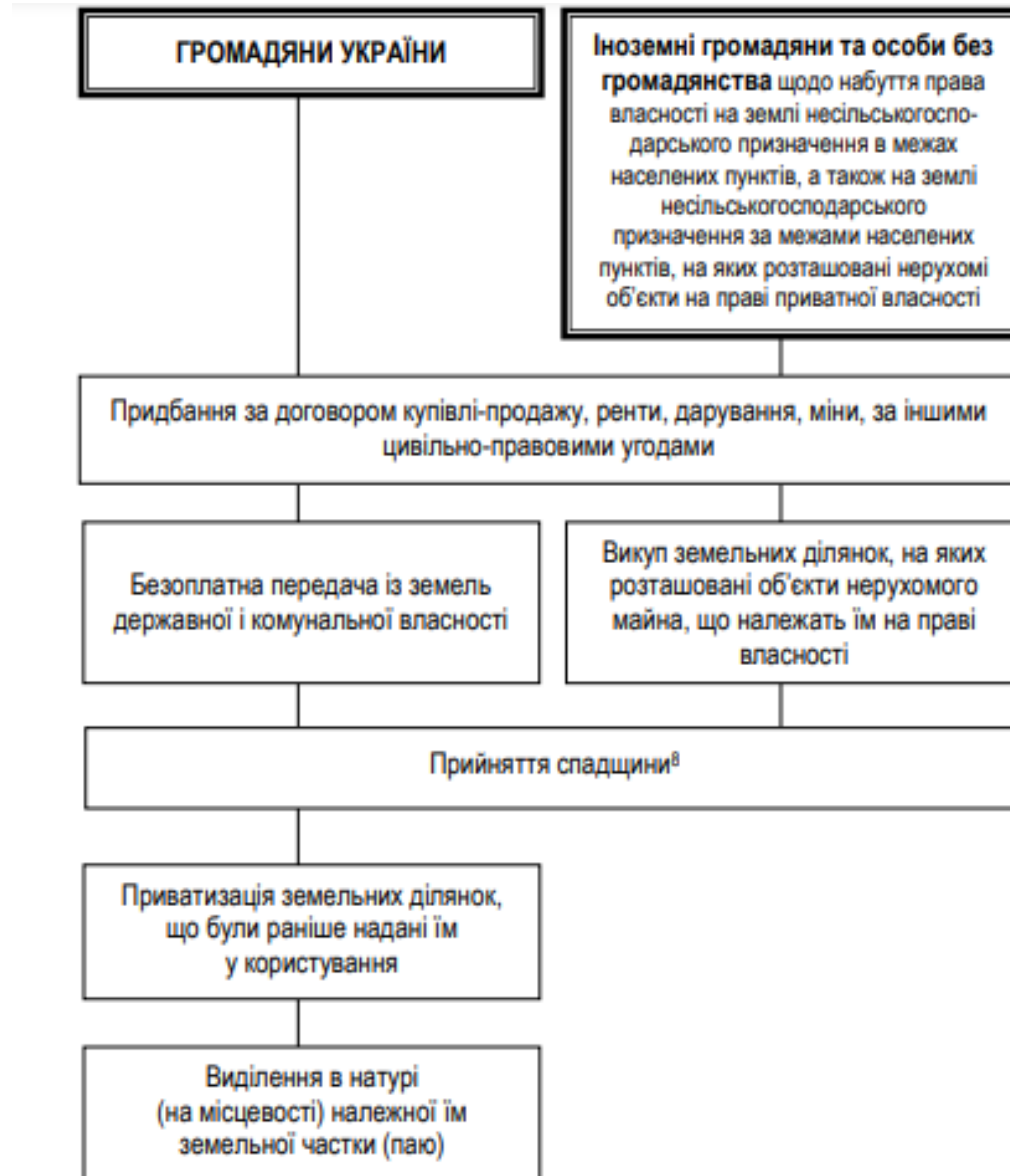 ГРОМАДЯНИ УКРАЇНИ
Іноземні громадяни та особи без
громадянства щодо набуття права
власності на землі несільськогоспо-
дарського призначення в межах
населених пунктів, а також на землі
несільськогосподарського
призначення за межами населених
пунктів, на яких розташовані нерухомі
об’єкти на праві приватної власності
Придбання за договором купівлі-продажу, ренти, дарування, міни, за іншими
цивільно-правовими угодами
Безоплатна передача із земель
державної і комунальної власності
Викуп земельних ділянок, на яких
розташовані об’єкти нерухомого
майна, що належать їм на праві
власності
Прийняття спадщини⁸
Приватизація земельних ділянок,
що були раніше надані їм
у користування
Виділення в натурі
(на місцевості) належної їм
земельної частки (паю)